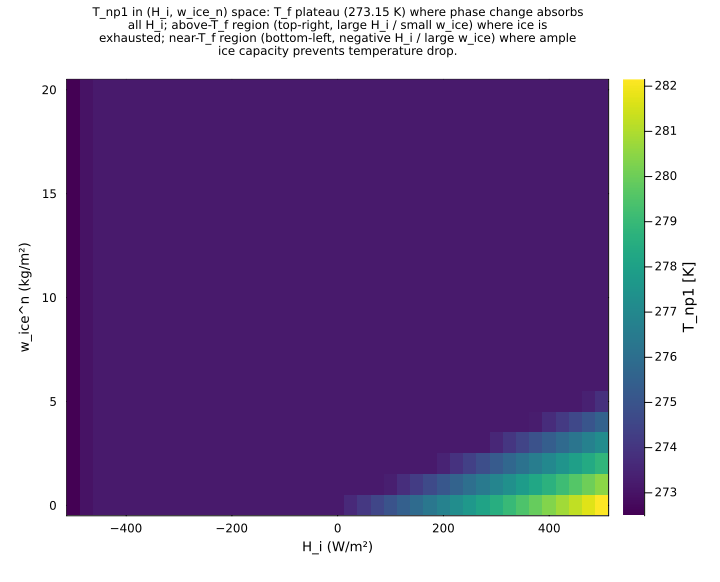 T_np1 in (H_i, w_ice_n) space: T_f plateau (273.15 K) where phase change absorbs
all H_i; above-T_f region (top-right, large H_i / small w_ice) where ice is
exhausted; near-T_f region (bottom-left, negative H_i / large w_ice) where ample
ice capacity prevents temperature drop.
20
15
10
5
0
w_ice^n (kg/m²)
−400
−200
0
200
400
H_i (W/m²)
282
281
280
279
278
277
276
275
274
273
T_np1 [K]